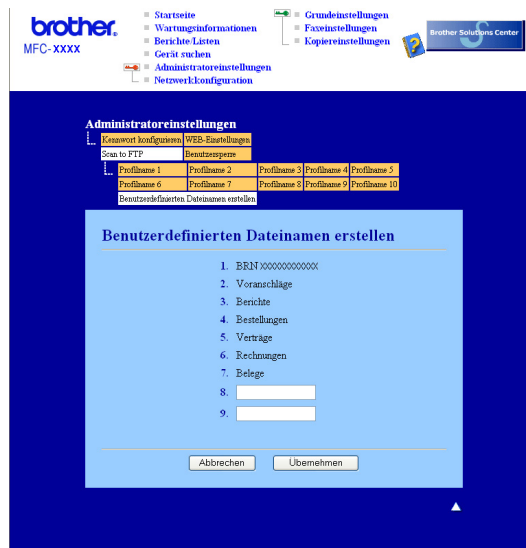 brother.
MFC-XXXX
Startseite
Wartungsinformationen
Berichte/Listen
Gerät suchen
Administratoreinstellungen
Netzwerkkonfiguration
Grundeinstellungen
Faxeinstellungen
Kopiereinstellungen
Brother Solutions Center
Administratoreinstellungen
Kennwort konfigurieren WEB-Einstellungen
Scan to FTP Benutzersperre
Profilname 1 Profilname 2 Profilname 3 Profilname 4 Profilname 5
Profilname 6 Profilname 7 Profilname 8 Profilname 9 Profilname 10
Benutzerdefinierten Dateinamen erstellen
Benutzerdefinierten Dateinamen erstellen
1. BRN XXXXXXXXXXXX
2. Voranschläge
3. Berichte
4. Bestellungen
5. Verträge
6. Rechnungen
7. Belege
8.
9.
Abbrechen Übernehmen